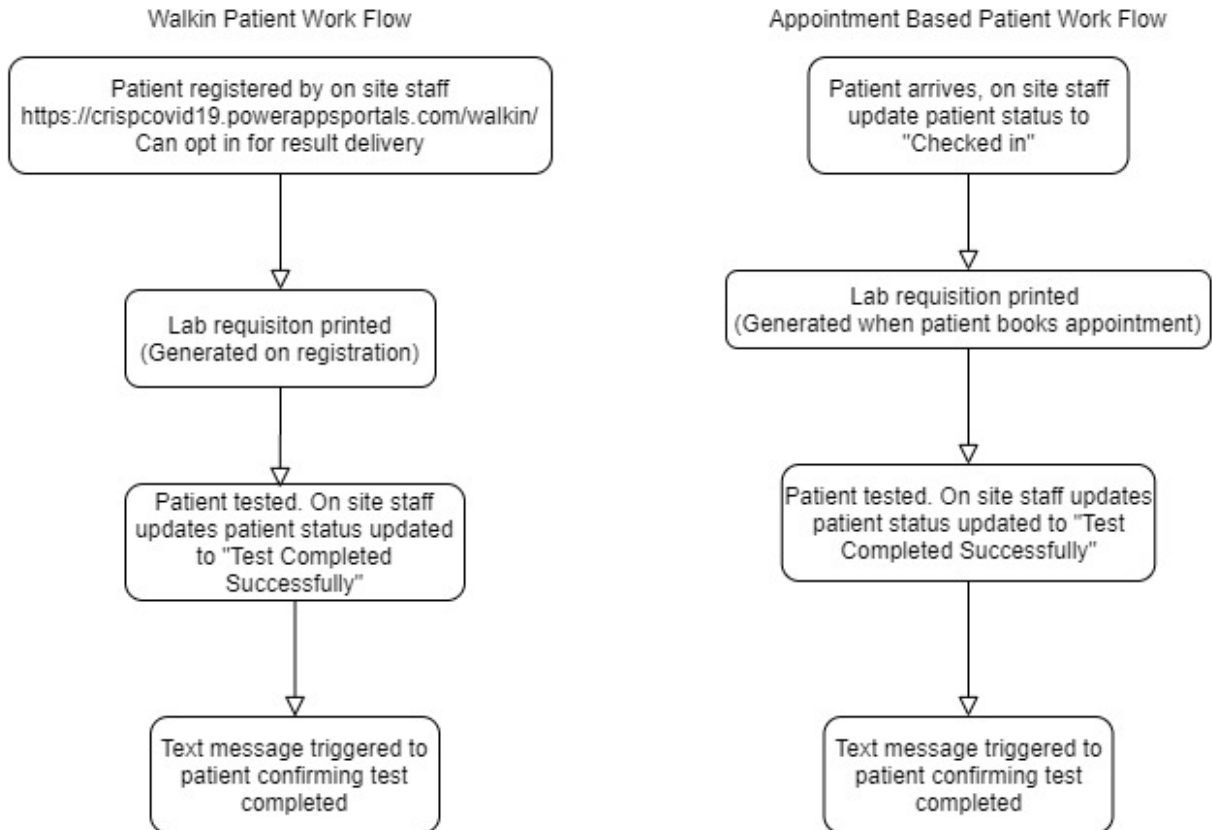 Walkin Patient Work Flow
Patient registered by on site staff
https://crispcovid19.powerappsportals.com/walkin/
Can opt in for result delivery
Lab requisiton printed
(Generated on registration)
Patient tested. On site staff
updates patient status updated
to "Test Completed
Successfully"
Text message triggered to
patient confirming test
completed
Appointment Based Patient Work Flow
Patient arrives, on site staff
update patient status to
"Checked in"
Lab requisition printed
(Generated when patient books appointment)
Patient tested. On site staff updates
patient status updated to "Test
Completed Successfully"
Text message triggered to
patient confirming test
completed